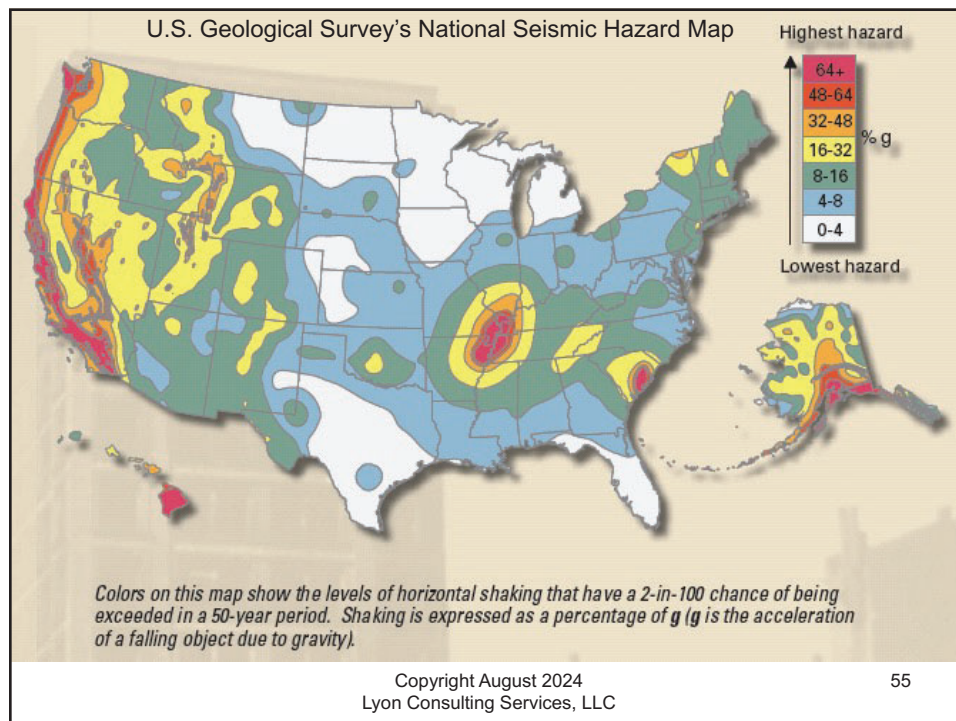 U.S. Geological Survey's National Seismic Hazard Map
Highest hazard
64+
48-64
32-48
16-32
8-16
4-8
0-4
% g
Lowest hazard
Colors on this map show the levels of horizontal shaking that have a 2-in-100 chance of being
exceeded in a 50-year period. Shaking is expressed as a percentage of g (g is the acceleration
of a falling object due to gravity).
Copyright August 2024
Lyon Consulting Services, LLC
55